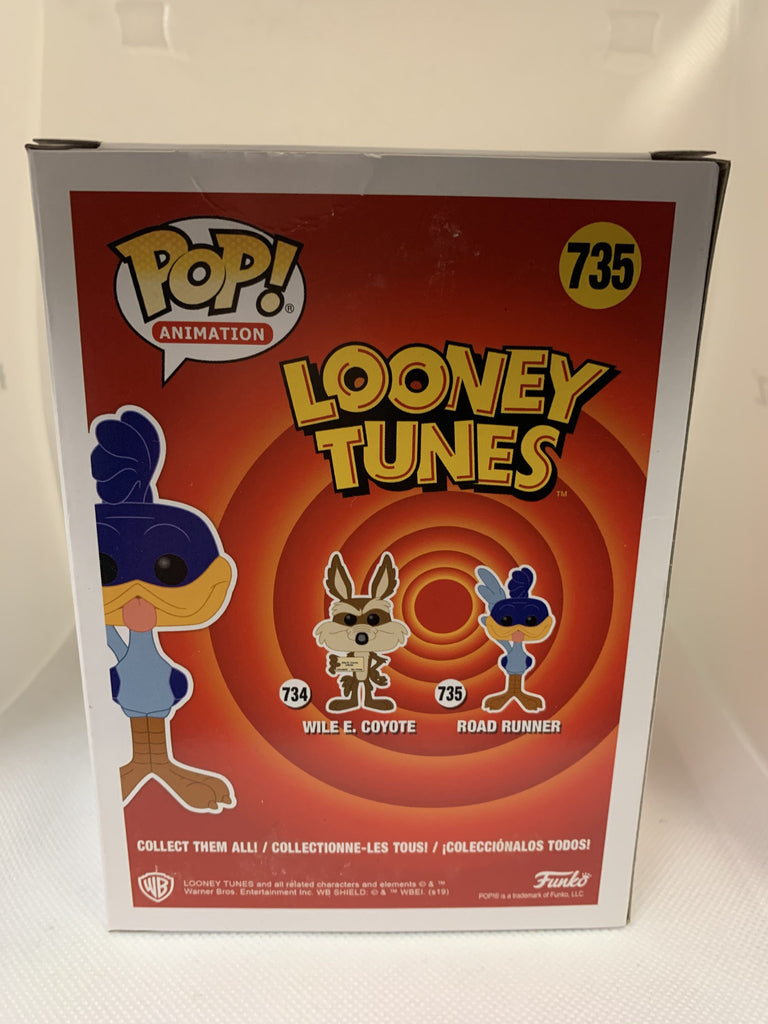 POP!®
ANIMATION
735
LOONEY
TUNES™
734
WILE E. COYOTE
735
ROAD RUNNER
COLLECT THEM ALL! / COLLECTIONNE-LES TOUS! / ¡COLECCIÓNALOS TODOS!
WB
LOONEY TUNES and all related characters and elements © & ™
Warner Bros. Entertainment Inc. WB SHIELD: © & ™ WBEI. (s19)
Funko
POP!® is a trademark of Funko, LLC